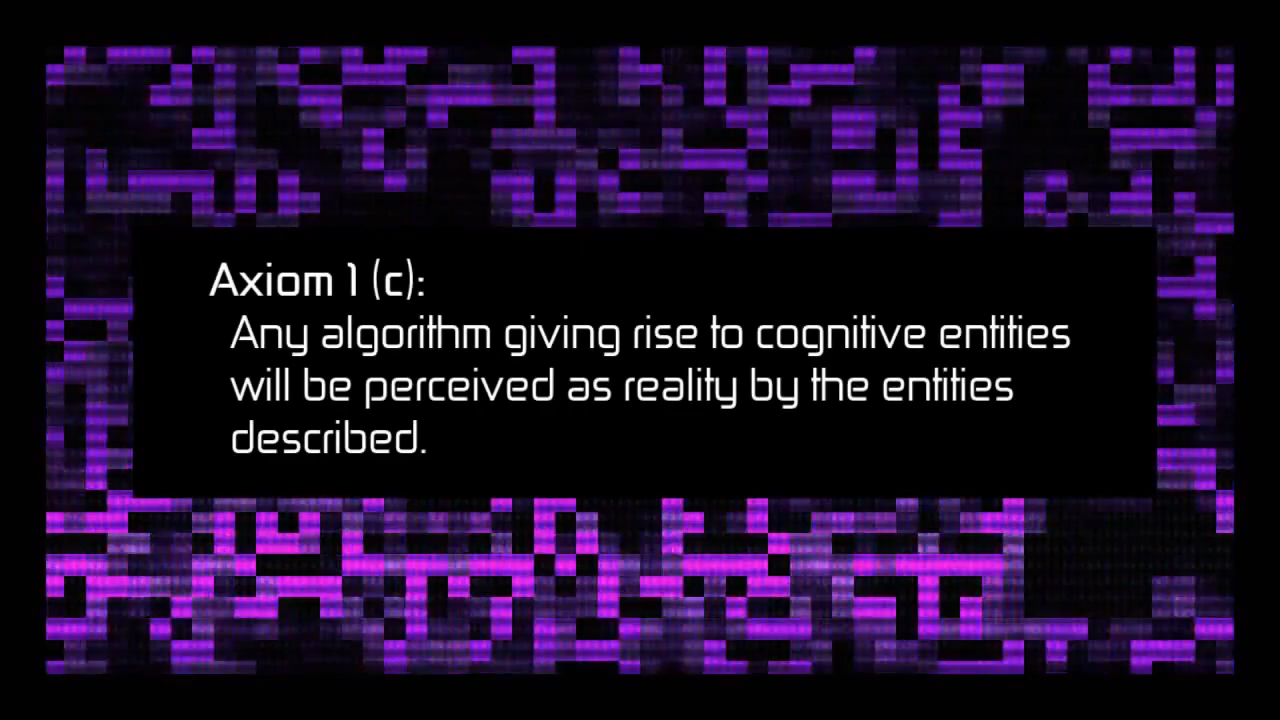 Axiom 1 (c):
Any algorithm giving rise to cognitive entities
will be perceived as reality by the entities
described.